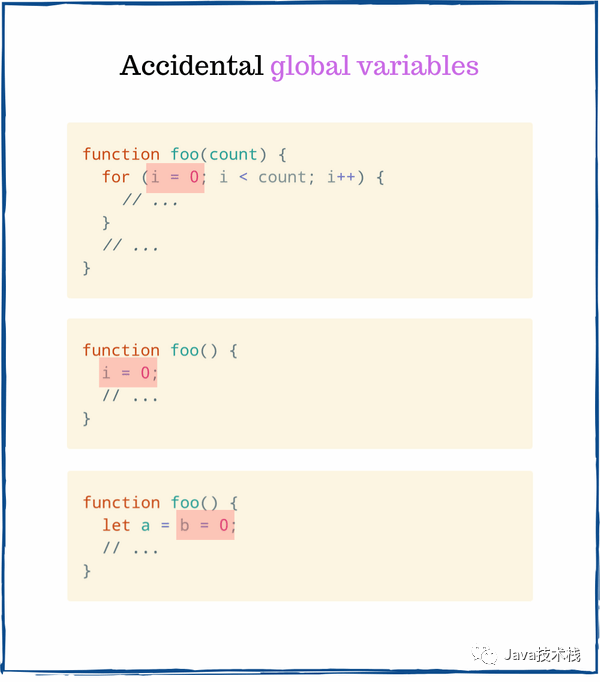 Accidental global variables
function foo(count) {
  for (i = 0; i < count; i++) {
    // ...
  }
  // ...
}
function foo() {
  i = 0;
  // ...
}
function foo() {
  let a = b = 0;
  // ...
}
Java技术栈